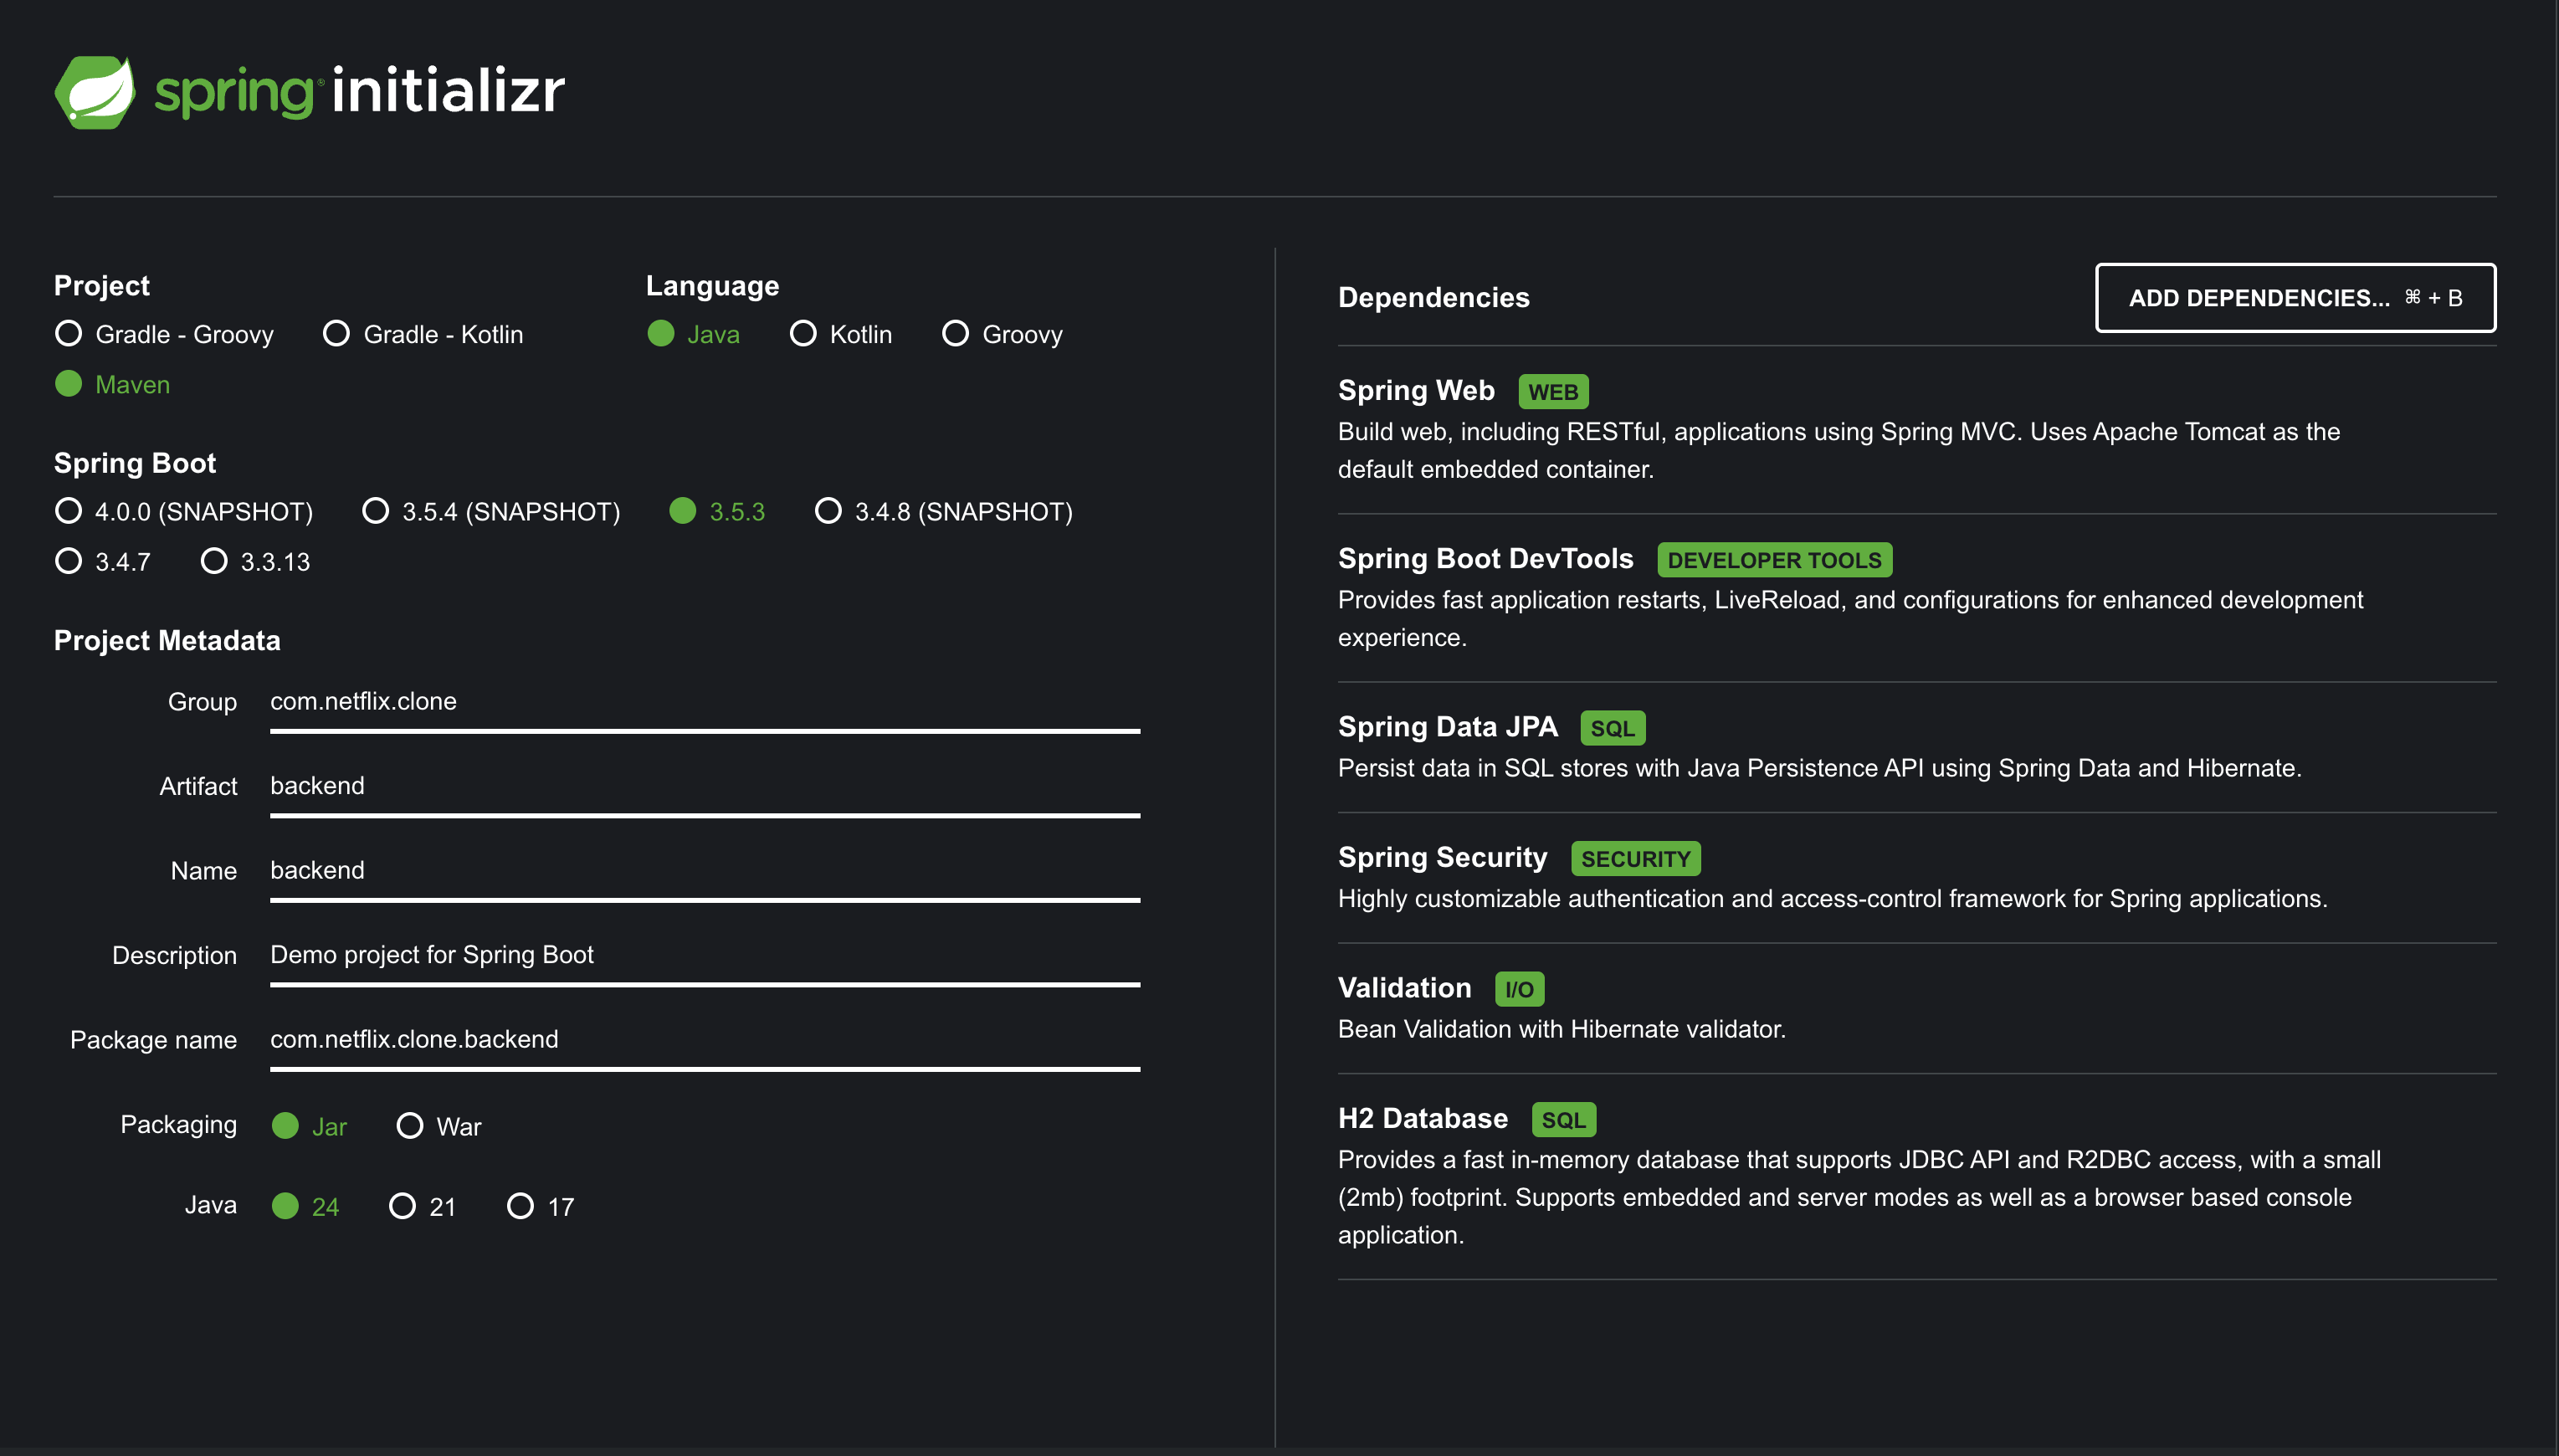 spring initializr
Project
Gradle - Groovy
Gradle - Kotlin
Maven
Language
Java
Kotlin
Groovy
Spring Boot
4.0.0 (SNAPSHOT)
3.5.4 (SNAPSHOT)
3.5.3
3.4.8 (SNAPSHOT)
3.4.7
3.3.13
Project Metadata
Group com.netflix.clone
Artifact backend
Name backend
Description Demo project for Spring Boot
Package name com.netflix.clone.backend
Packaging Jar War
Java 24 21 17
Dependencies
ADD DEPENDENCIES... ⌘ + B
Spring Web WEB
Build web, including RESTful, applications using Spring MVC. Uses Apache Tomcat as the
default embedded container.
Spring Boot DevTools DEVELOPER TOOLS
Provides fast application restarts, LiveReload, and configurations for enhanced development
experience.
Spring Data JPA SQL
Persist data in SQL stores with Java Persistence API using Spring Data and Hibernate.
Spring Security SECURITY
Highly customizable authentication and access-control framework for Spring applications.
Validation I/O
Bean Validation with Hibernate validator.
H2 Database SQL
Provides a fast in-memory database that supports JDBC API and R2DBC access, with a small
(2mb) footprint. Supports embedded and server modes as well as a browser based console
application.